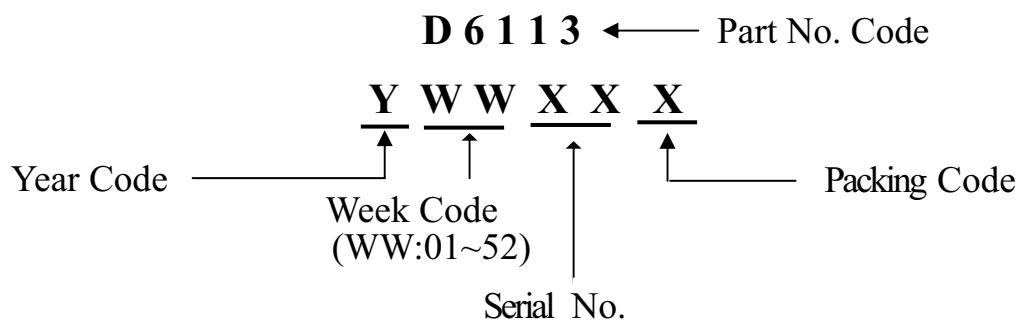 D 6 1 1 3 Part No. Code
Y W W X X X
Year Code Packing Code
Week Code
(WW:01~52)
Serial No.